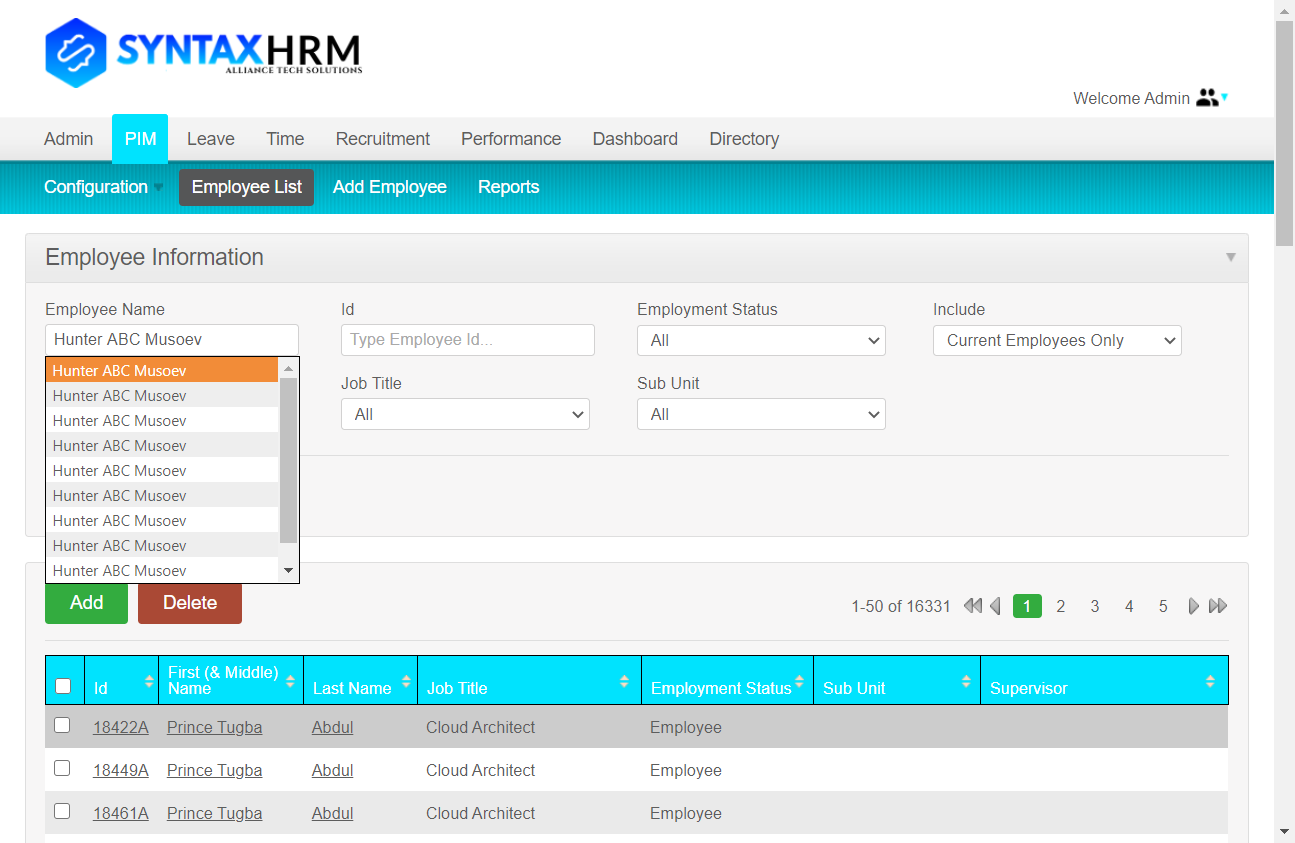 SYNTAXHRM
ALLIANCE TECH SOLUTIONS
Welcome Admin
Admin PIM Leave Time Recruitment Performance Dashboard Directory
Configuration Employee List Add Employee Reports
Employee Information
Employee Name Id Employment Status Include
Hunter ABC Musoev Type Employee Id... All Current Employees Only
Hunter ABC Musoev
Job Title Sub Unit
Hunter ABC Musoev
Hunter ABC Musoev All All
Hunter ABC Musoev
Hunter ABC Musoev
Hunter ABC Musoev
Hunter ABC Musoev
Hunter ABC Musoev
Hunter ABC Musoev
Add Delete 1-50 of 16331 1 2 3 4 5
Id First (& Middle) Name Last Name Job Title Employment Status Sub Unit Supervisor
18422A Prince Tugba Abdul Cloud Architect Employee
18449A Prince Tugba Abdul Cloud Architect Employee
18461A Prince Tugba Abdul Cloud Architect Employee